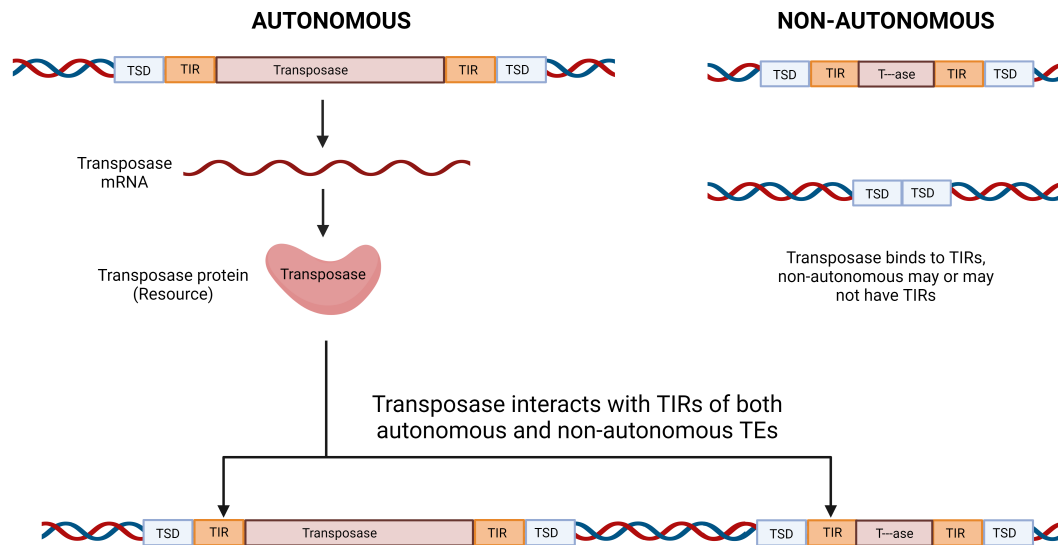 AUTONOMOUS
TSD TIR Transposase TIR TSD
Transposase
mRNA
Transposase protein
(Resource)
Transposase
NON-AUTONOMOUS
TSD TIR T---ase TIR TSD
TSD TSD
Transposase binds to TIRs,
non-autonomous may or may
not have TIRs
Transposase interacts with TIRs of both
autonomous and non-autonomous TEs
TSD TIR Transposase TIR TSD TSD TIR T---ase TIR TSD